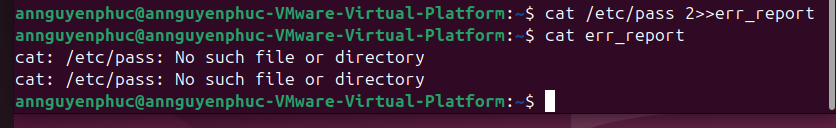 annguyenphuc@annguyenphuc-VMware-Virtual-Platform:~$ cat /etc/pass 2>>err_report
annguyenphuc@annguyenphuc-VMware-Virtual-Platform:~$ cat err_report
cat: /etc/pass: No such file or directory
cat: /etc/pass: No such file or directory
annguyenphuc@annguyenphuc-VMware-Virtual-Platform:~$